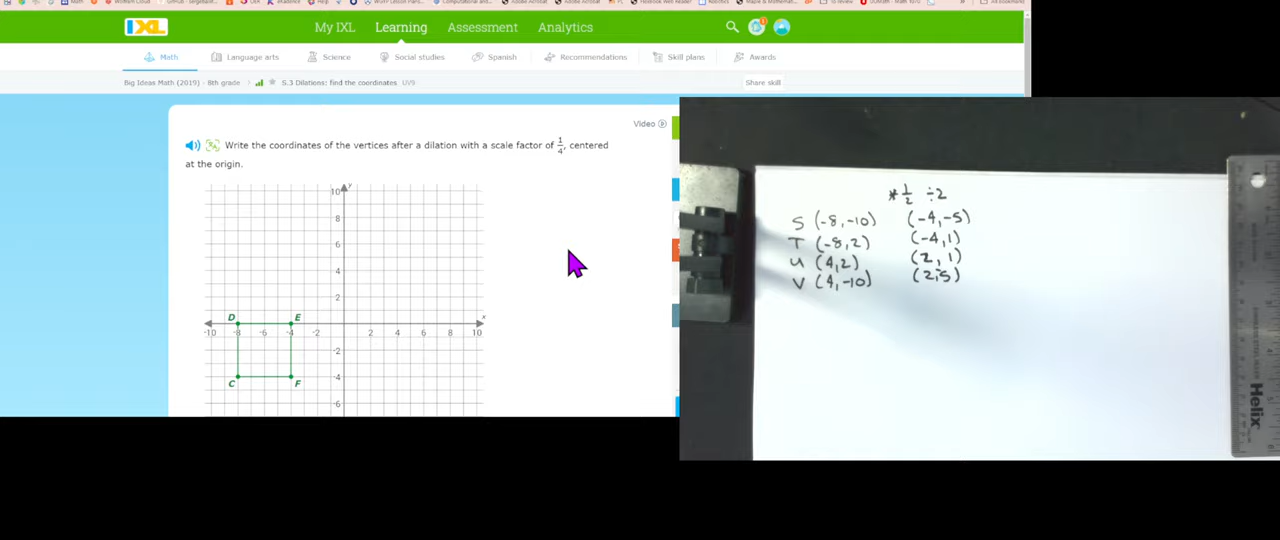 IXL
My IXL Learning Assessment Analytics
Math Language arts Science Social studies Spanish Recommendations Skill plans Awards
Big Ideas Math (2019) - 8th grade > S.3 Dilations: find the coordinates UV9
Share skill
Video
Write the coordinates of the vertices after a dilation with a scale factor of 1/4, centered
at the origin.
y
10
8
6
4
2
D E x
-10 -8 -6 -4 -2 2 4 6 8 10
-2
-4
C F
-6
* 1/2 ÷2
S (-8, -10) (-4, -5)
T (-8, 2) (-4, 1)
U (4, 2) (2, 1)
V (4, -10) (2, -5)
Helix